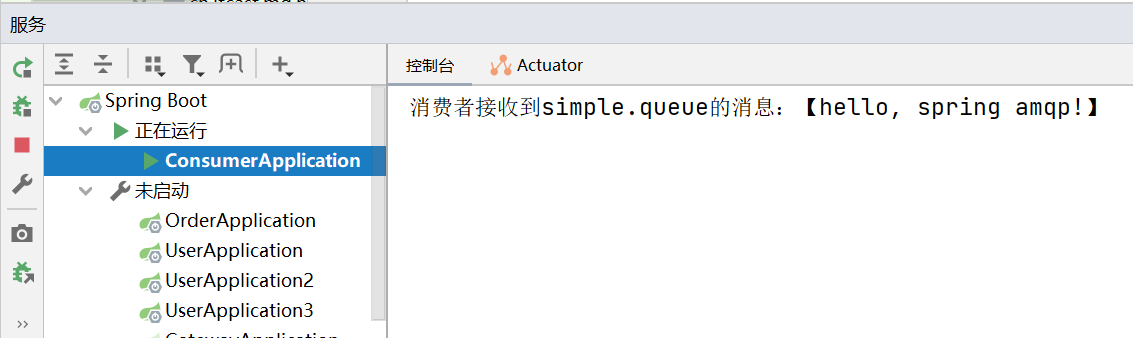 服务
控制台
Actuator
Spring Boot
正在运行
ConsumerApplication
未启动
OrderApplication
UserApplication
UserApplication2
UserApplication3
消费者接收到simple.queue的消息：【hello, spring amqp!】